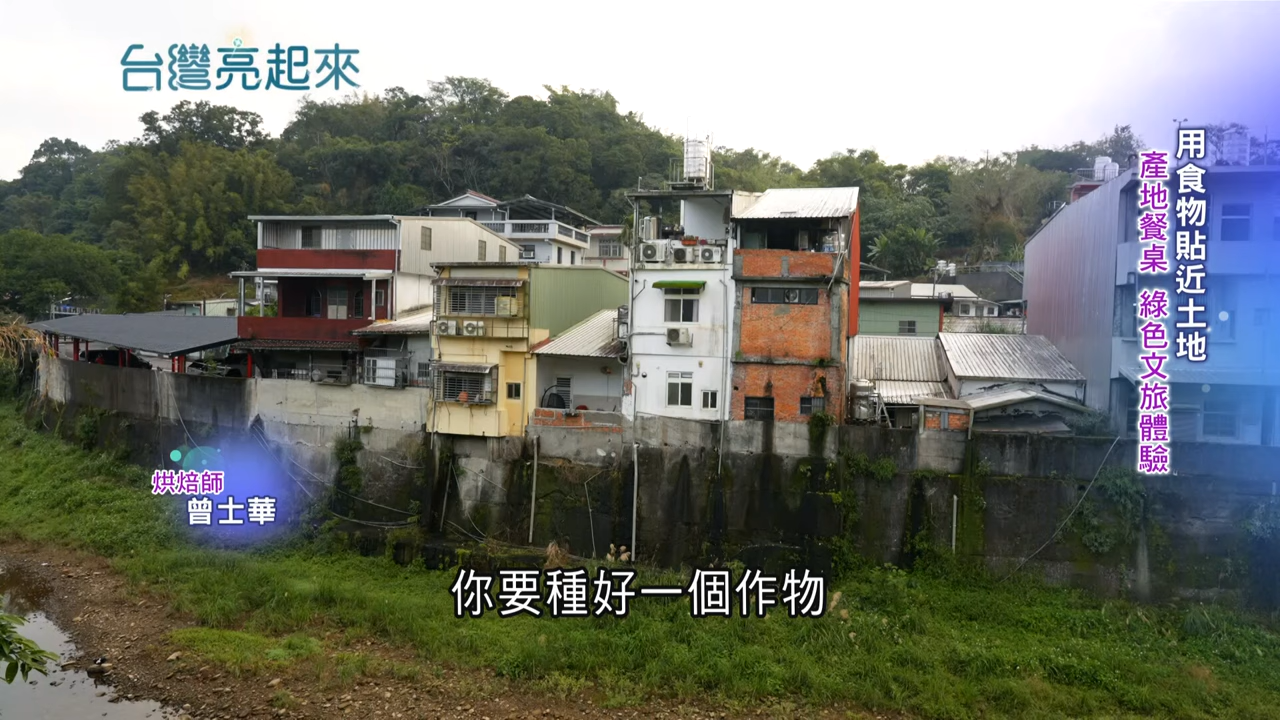 台灣亮起來
用食物貼近土地
產地餐桌 綠色文旅體驗
烘焙師
曾士華
你要種好一個作物